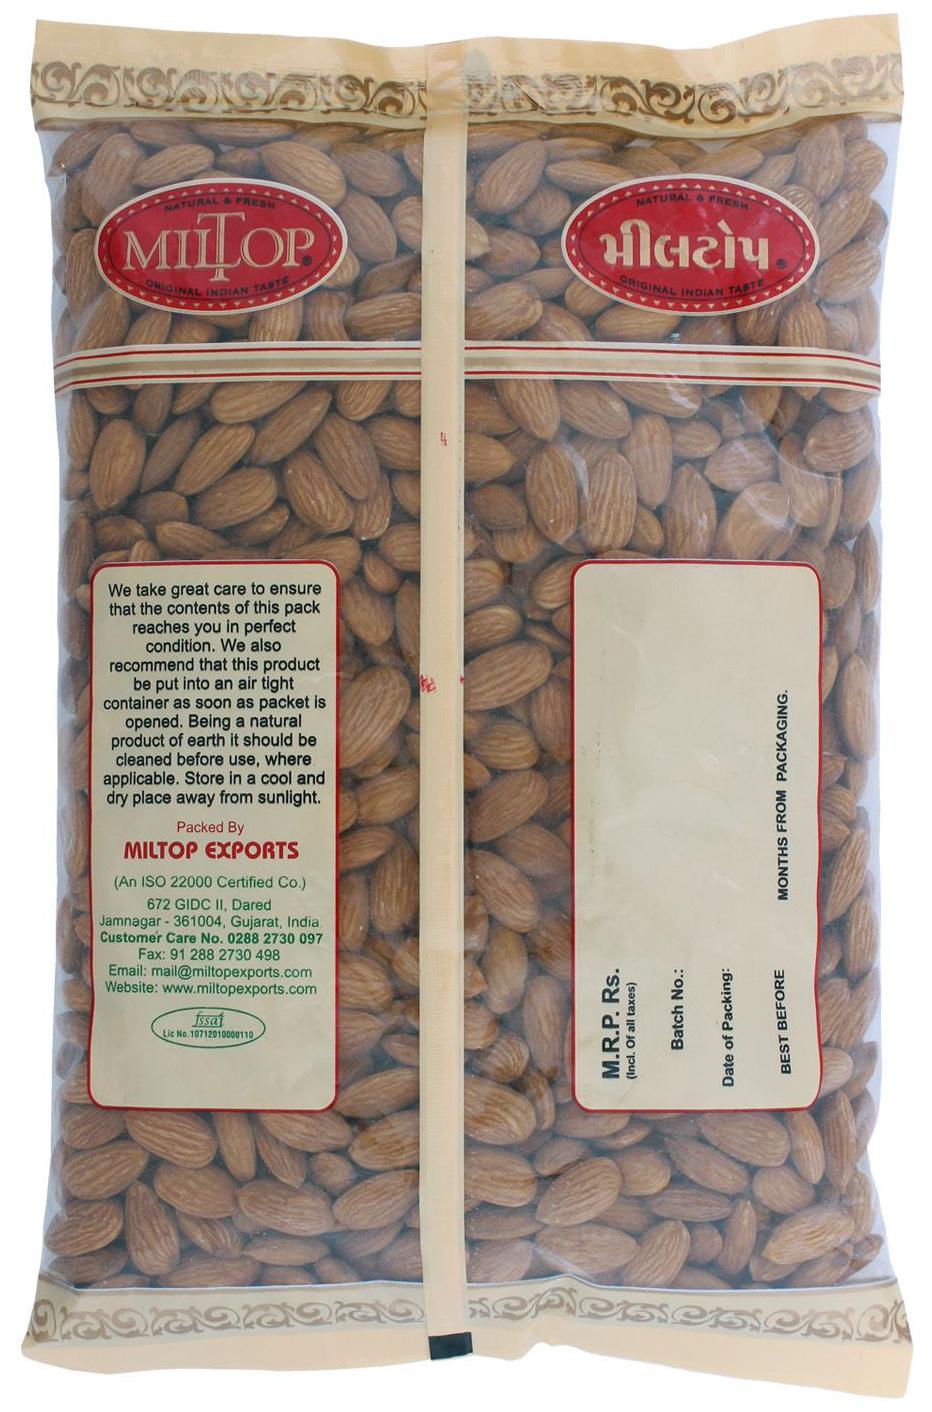 NATURAL & FRESH
MILTOP®
ORIGINAL INDIAN TASTE
NATURAL & FRESH
મીલટોપ®
ORIGINAL INDIAN TASTE
We take great care to ensure
that the contents of this pack
reaches you in perfect
condition. We also
recommend that this product
be put into an air tight
container as soon as packet is
opened. Being a natural
product of earth it should be
cleaned before use, where
applicable. Store in a cool and
dry place away from sunlight.
Packed By
MILTOP EXPORTS
(An ISO 22000 Certified Co.)
672 GIDC II, Dared
Jamnagar - 361004, Gujarat, India.
Customer Care No. 0288 2730 097
Fax: 91 288 2730 498
Email: mail@miltopexports.com
Website: www.miltopexports.com
fssai
Lic No.10712010000110
M.R.P. Rs.
(Incl. Of all taxes)
Batch No.:
Date of Packing:
BEST BEFORE MONTHS FROM PACKAGING.